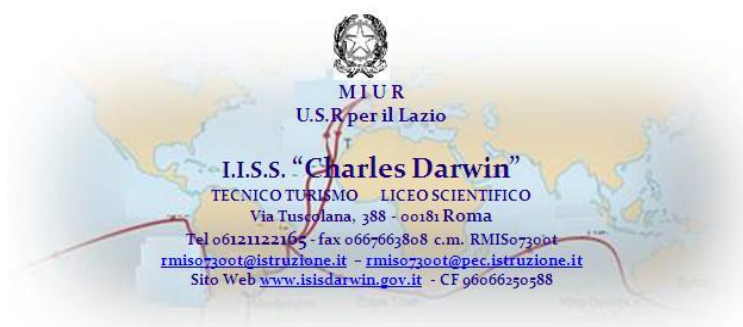 M I U R
U.S.R per il Lazio
I.I.S.S. “Charles Darwin”
TECNICO TURISMO LICEO SCIENTIFICO
Via Tuscolana, 388 - 00181 Roma
Tel 06121122165 - fax 0667663808 c.m. RMIS07300t
rmis07300t@istruzione.it – rmis07300t@pec.istruzione.it
Sito Web www.isisdarwin.gov.it - CF 96066250588